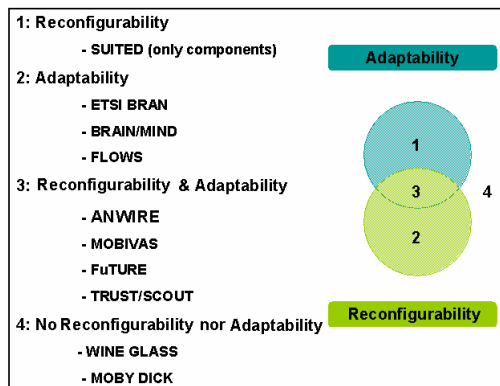 1: Reconfigurability
- SUITED (only components)
2: Adaptability
- ETSI BRAN
- BRAIN/MIND
- FLOWS
3: Reconfigurability & Adaptability
- ANWIRE
- MOBIVAS
- FuTURE
- TRUST/SCOUT
4: No Reconfigurability nor Adaptability
- WINE GLASS
- MOBY DICK
Adaptability
1
3
4
2
Reconfigurability